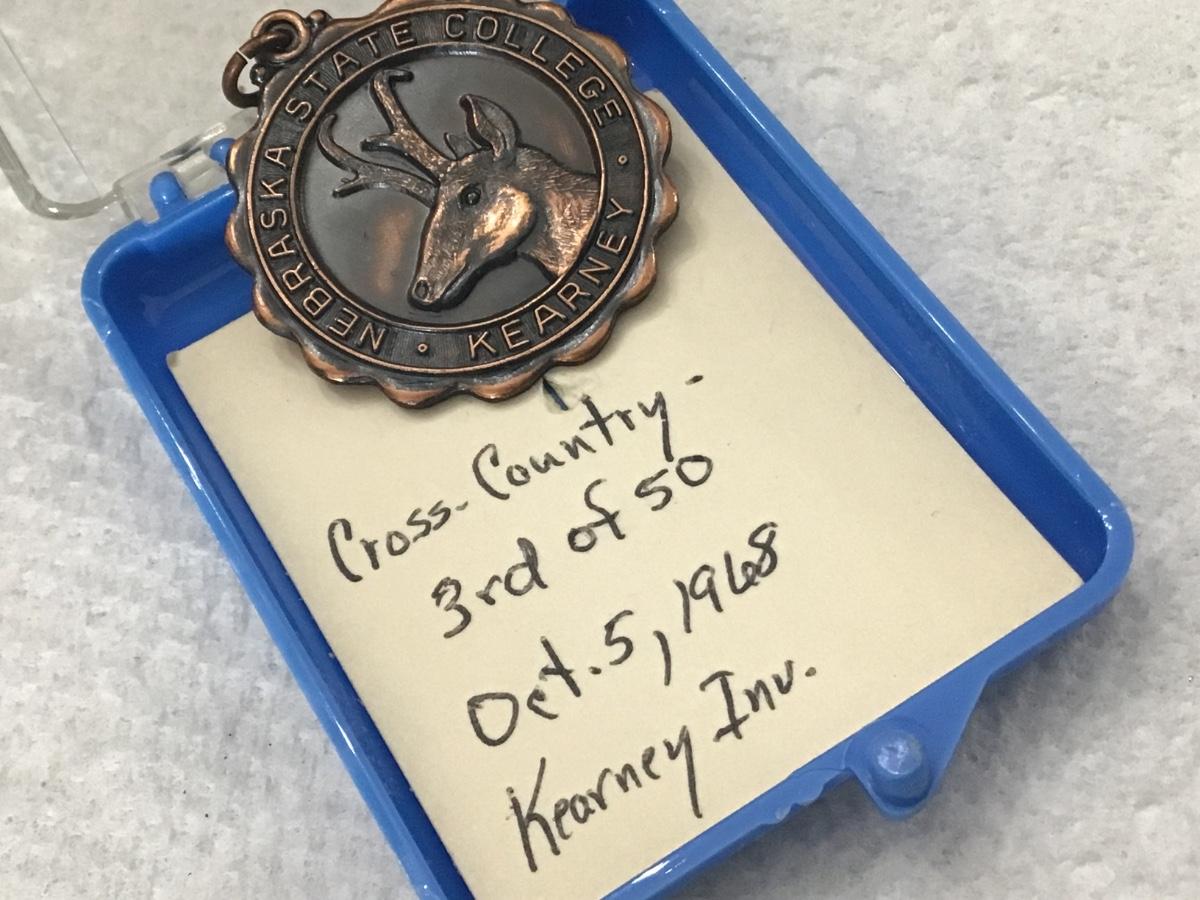 NEBRASKA STATE COLLEGE
• KEARNEY •
Cross-Country-
3rd of 50
Oct. 5, 1968
Kearney Inv.